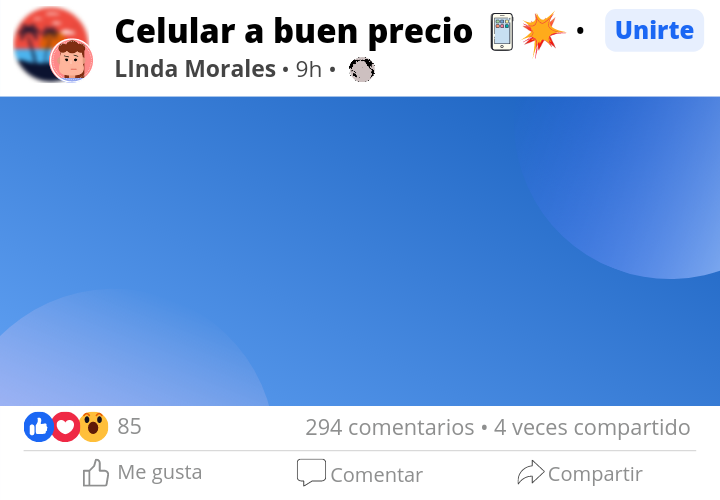 Celular a buen precio 📱💥 • Unirte
LInda Morales • 9h •
85 294 comentarios • 4 veces compartido
Me gusta Comentar Compartir